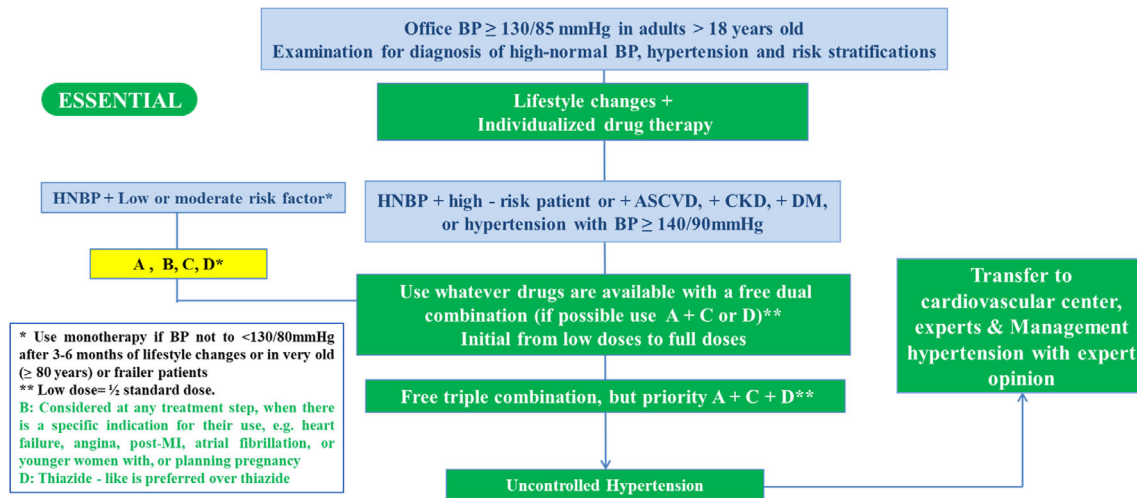 Office BP ≥ 130/85 mmHg in adults > 18 years old
Examination for diagnosis of high-normal BP, hypertension and risk stratifications
ESSENTIAL
Lifestyle changes +
Individualized drug therapy
HNBP + Low or moderate risk factor*
HNBP + high - risk patient or + ASCVD, + CKD, + DM,
or hypertension with BP ≥ 140/90mmHg
A , B, C, D*
Use whatever drugs are available with a free dual
combination (if possible use A + C or D)**
Initial from low doses to full doses
Transfer to
cardiovascular center,
experts & Management
hypertension with expert
opinion
* Use monotherapy if BP not to <130/80mmHg
after 3-6 months of lifestyle changes or in very old
(≥ 80 years) or frailer patients
** Low dose= ½ standard dose.
B: Considered at any treatment step, when there
is a specific indication for their use, e.g. heart
failure, angina, post-MI, atrial fibrillation, or
younger women with, or planning pregnancy
D: Thiazide - like is preferred over thiazide
Free triple combination, but priority A + C + D**
Uncontrolled Hypertension